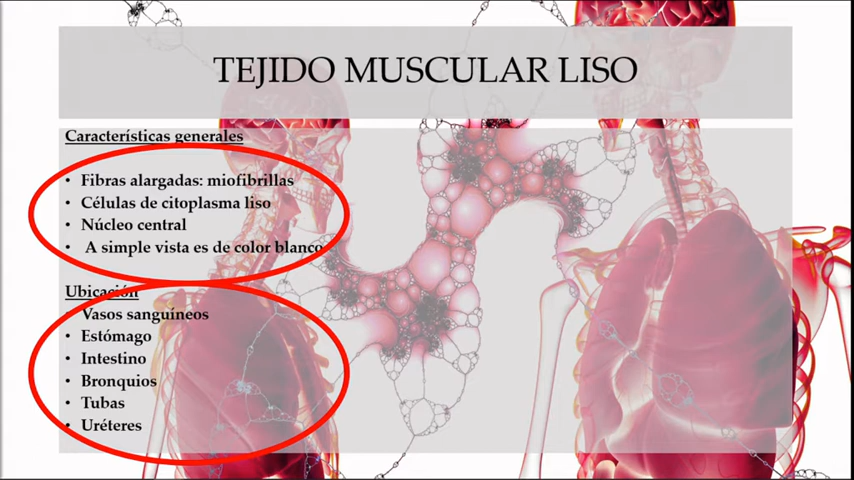 TEJIDO MUSCULAR LISO
Características generales
• Fibras alargadas: miofibrillas
• Células de citoplasma liso
• Núcleo central
• A simple vista es de color blanco
Ubicación
• Vasos sanguíneos
• Estómago
• Intestino
• Bronquios
• Tubas
• Uréteres